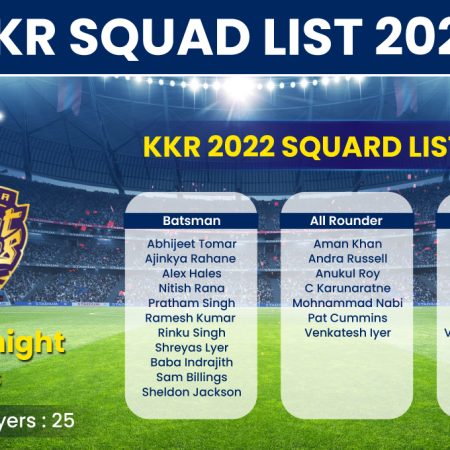 KR SQUAD LIST 202
KKR 2022 SQUARD LIS
Batsman
Abhijeet Tomar
Ajinkya Rahane
Alex Hales
Nitish Rana
Pratham Singh
Ramesh Kumar
Rinku Singh
Shreyas Lyer
Baba Indrajith
Sam Billings
Sheldon Jackson
All Rounder
Aman Khan
Andra Russell
Anukul Roy
C Karunaratne
Mohnammad Nabi
Pat Cummins
Venkatesh Iyer
night
yers : 25